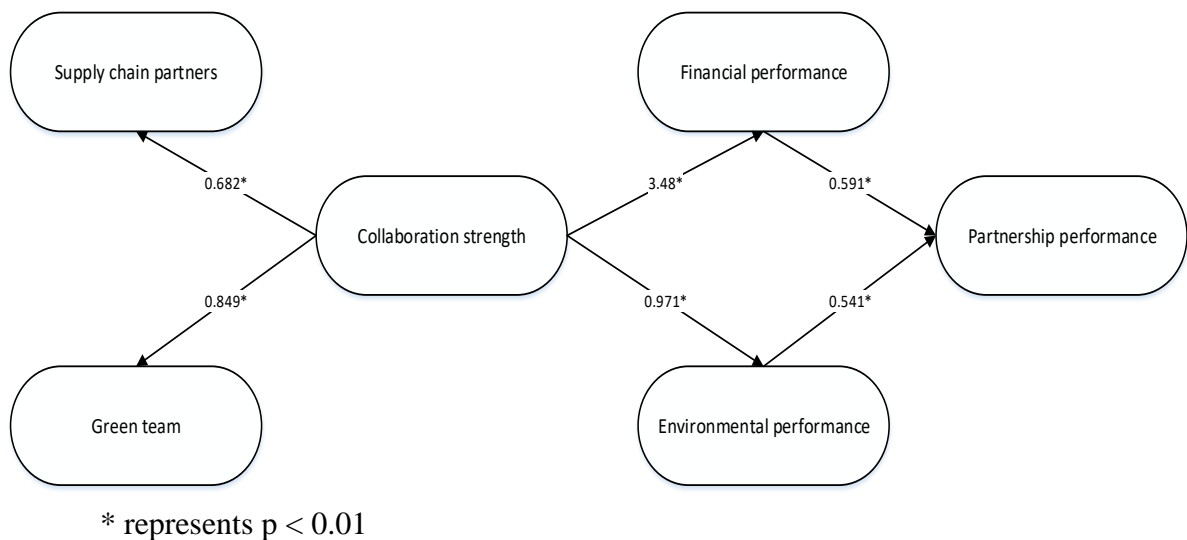 Supply chain partners
Financial performance
0.682*
3.48*
0.591*
Collaboration strength
Partnership performance
0.849*
0.971*
0.541*
Green team
Environmental performance
* represents p < 0.01